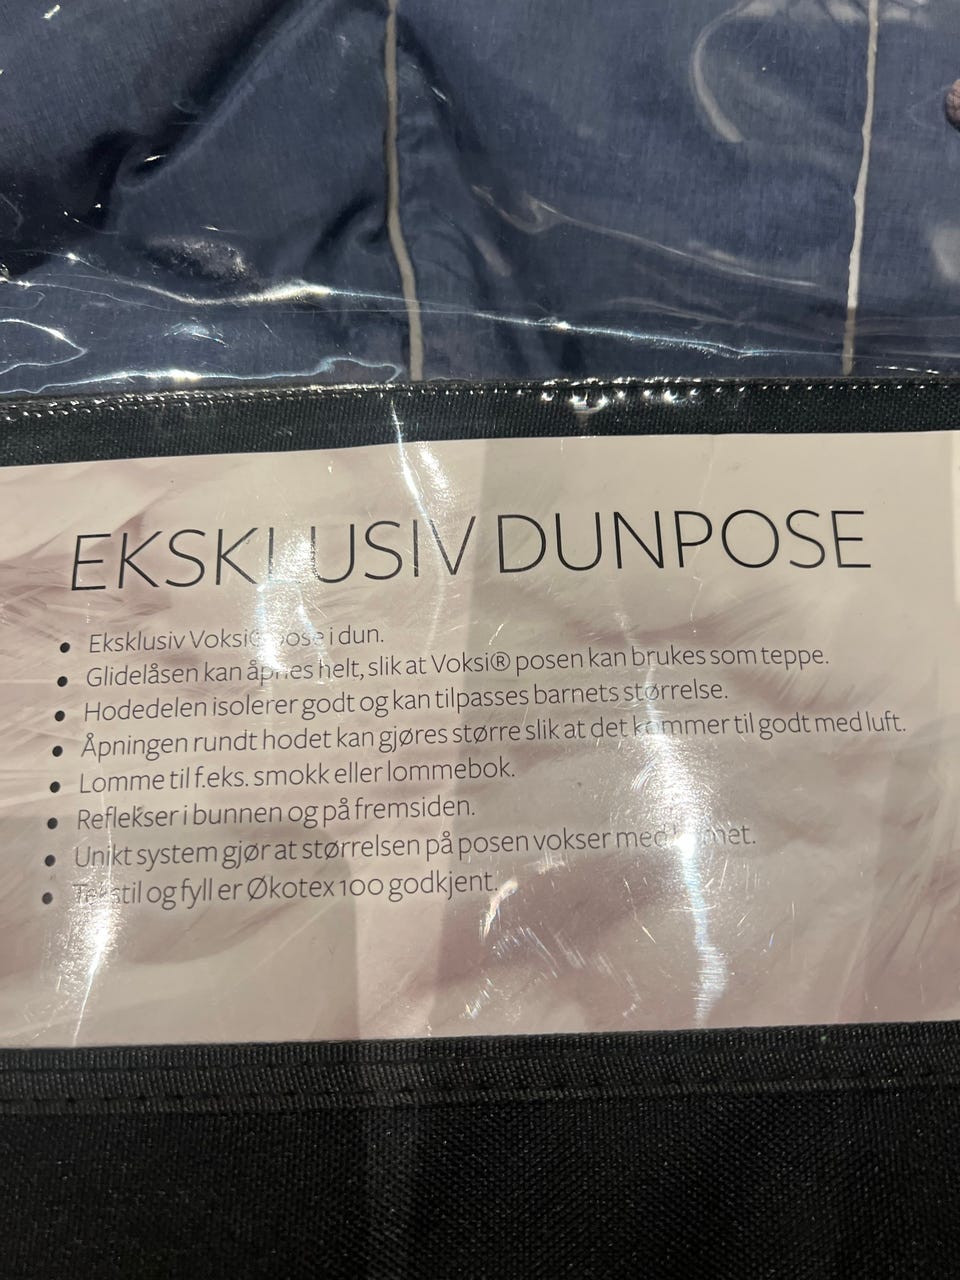 EKSKLUSIV DUNPOSE
• Eksklusiv Voksi® pose i dun.
• Glidelåsen kan åpnes helt, slik at Voksi® posen kan brukes som teppe.
• Hodedelen isolerer godt og kan tilpasses barnets størrelse.
• Åpningen rundt hodet kan gjøres større slik at det kommer til godt med luft.
• Lomme til f.eks. smokk eller lommebok.
• Reflekser i bunnen og på fremsiden.
• Unikt system gjør at størrelsen på posen vokser med barnet.
• Tekstil og fyll er Økotex 100 godkjent.